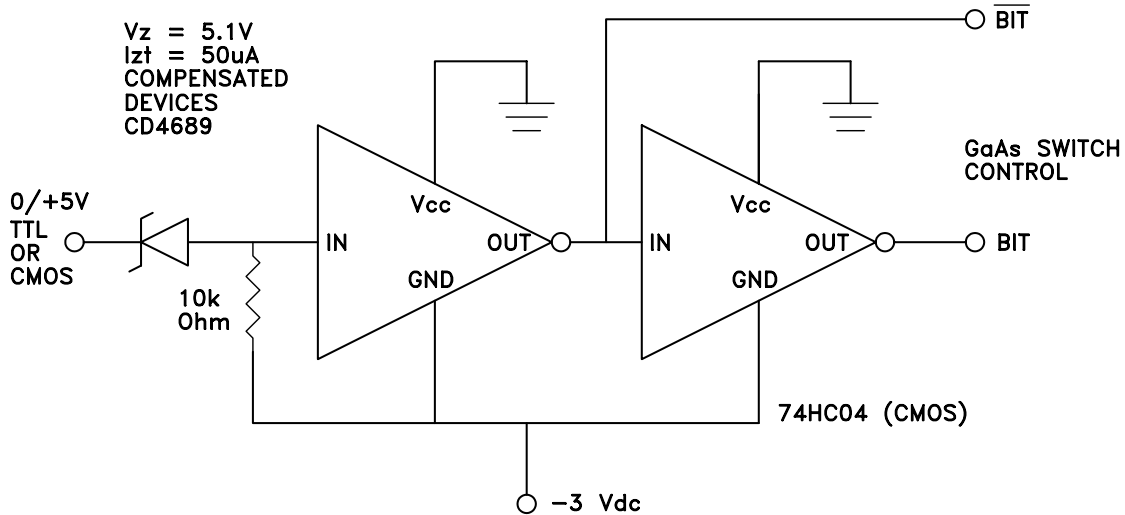 Vz = 5.1V
Izt = 50uA
COMPENSATED
DEVICES
CD4689
BIT
GaAs SWITCH
CONTROL
0/+5V
TTL
OR
CMOS
Vcc
IN
OUT
GND
Vcc
IN
OUT
GND
BIT
10k
Ohm
74HC04 (CMOS)
-3 Vdc